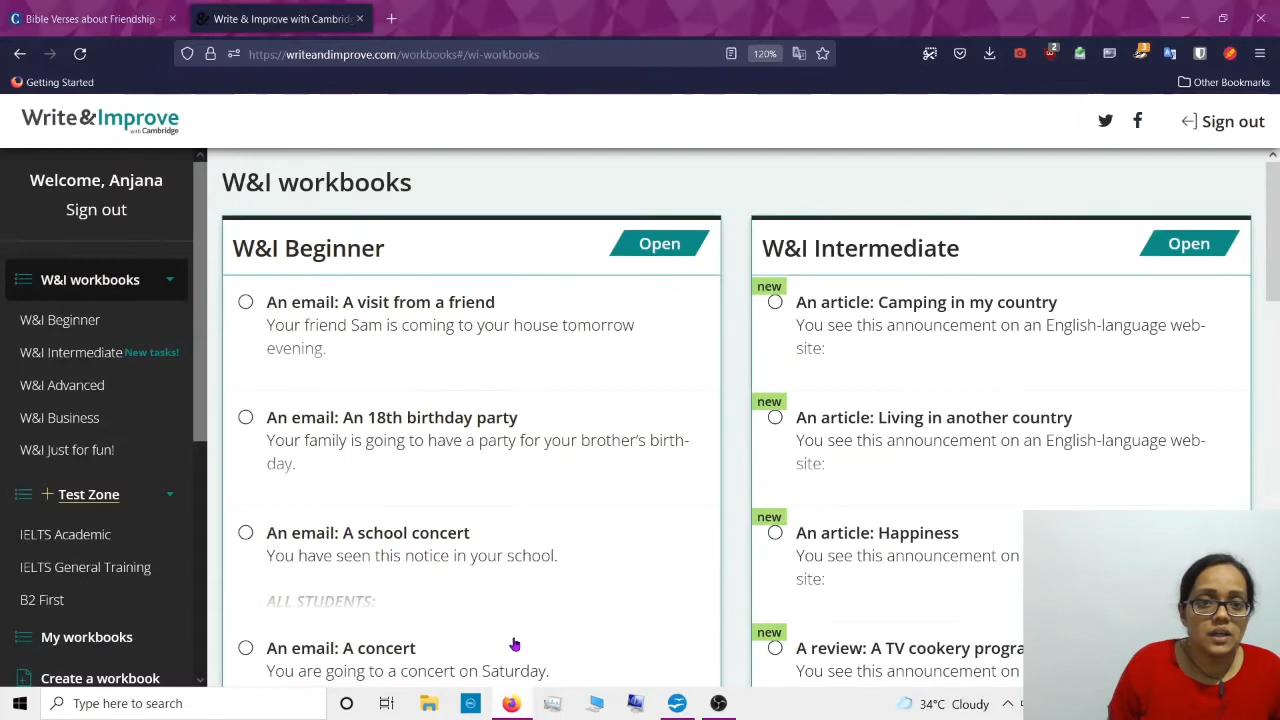 Bible Verses about Friendship -
Write & Improve with Cambridge
https://writeandimprove.com/workbooks#/wi-workbooks
120%
2
3
Getting Started
Other Bookmarks
Write&Improve
with Cambridge
Sign out
Welcome, Anjana
Sign out
W&I workbooks
W&I Beginner
W&I Intermediate New tasks!
W&I Advanced
W&I Business
W&I Just for fun!
Test Zone
IELTS Academic
IELTS General Training
B2 First
My workbooks
Create a workbook
W&I workbooks
W&I Beginner
Open
An email: A visit from a friend
Your friend Sam is coming to your house tomorrow
evening.
An email: An 18th birthday party
Your family is going to have a party for your brother's birth-
day.
An email: A school concert
You have seen this notice in your school.
ALL STUDENTS:
An email: A concert
You are going to a concert on Saturday.
W&I Intermediate
Open
new
An article: Camping in my country
You see this announcement on an English-language web-
site:
new
An article: Living in another country
You see this announcement on an English-language web-
site:
new
An article: Happiness
You see this announcement on
site:
new
A review: A TV cookery progra
You see this announcement on
Type here to search
34°C Cloudy